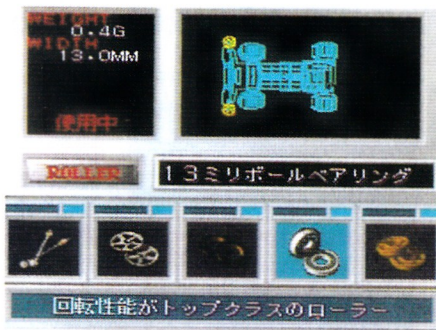 WEIGHT
0.4G
WIDTH
13.0MM
使用中
ROLLER
13ミリボールベアリング
回転性能がトップクラスのローラー